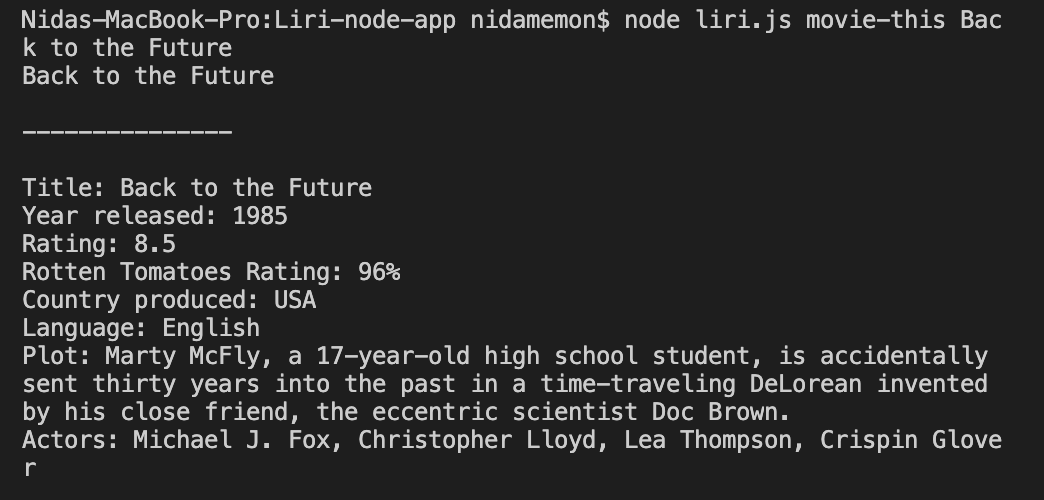 Nidas-MacBook-Pro:Liri-node-app nidamemon$ node liri.js movie-this Bac
k to the Future
Back to the Future
---------------
Title: Back to the Future
Year released: 1985
Rating: 8.5
Rotten Tomatoes Rating: 96%
Country produced: USA
Language: English
Plot: Marty McFly, a 17-year-old high school student, is accidentally
sent thirty years into the past in a time-traveling DeLorean invented
by his close friend, the eccentric scientist Doc Brown.
Actors: Michael J. Fox, Christopher Lloyd, Lea Thompson, Crispin Glove
r